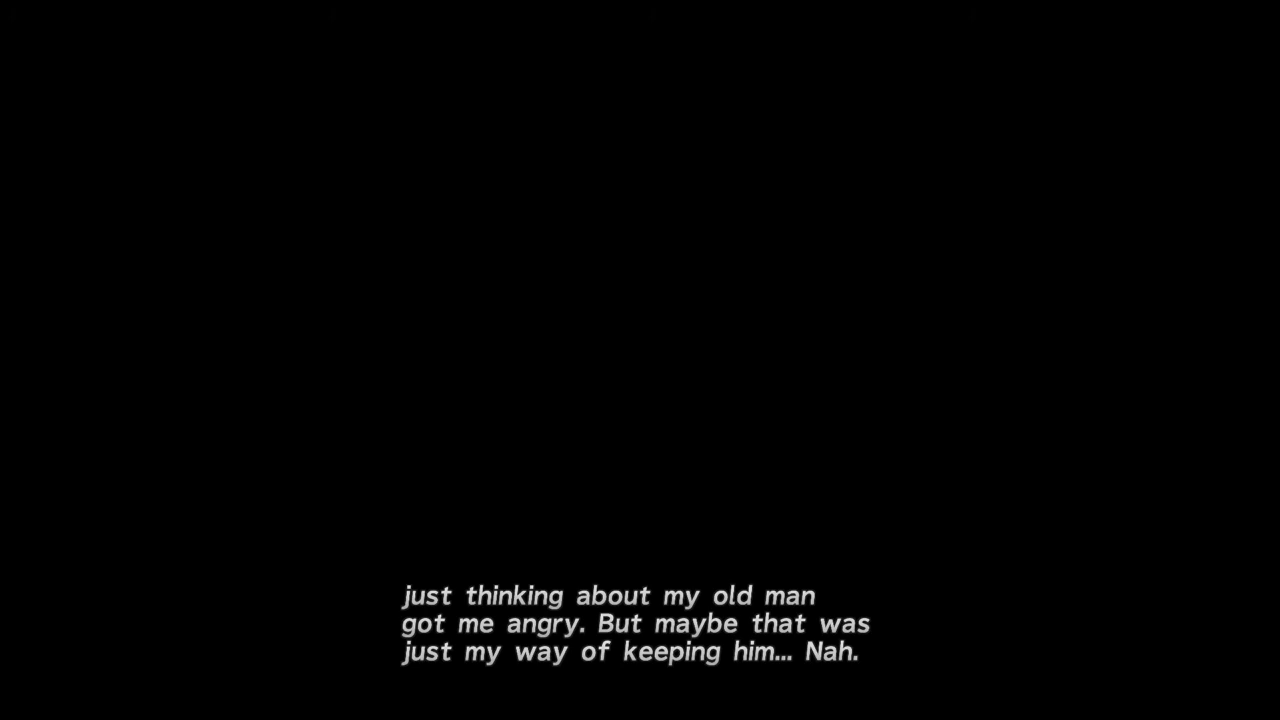 just thinking about my old man
got me angry. But maybe that was
just my way of keeping him... Nah.